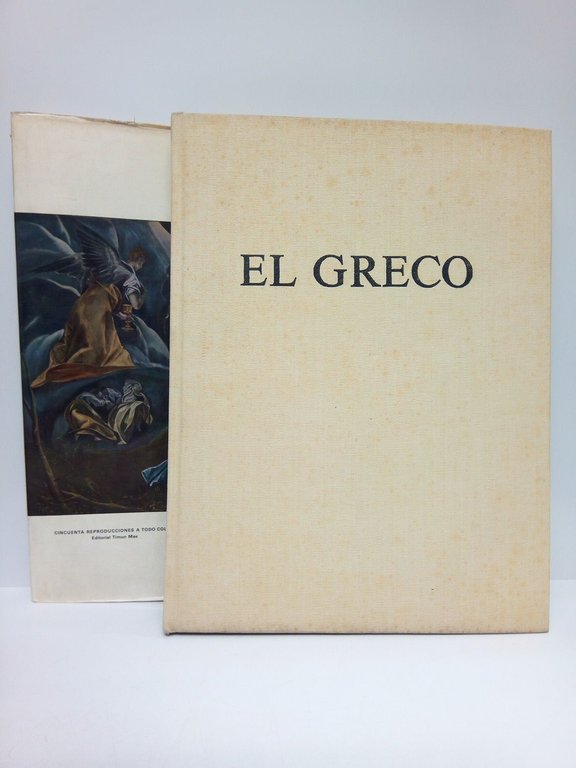 EL GRECO
CINCUENTA REPRODUCCIONES A TODO
Editorial Timun Mas